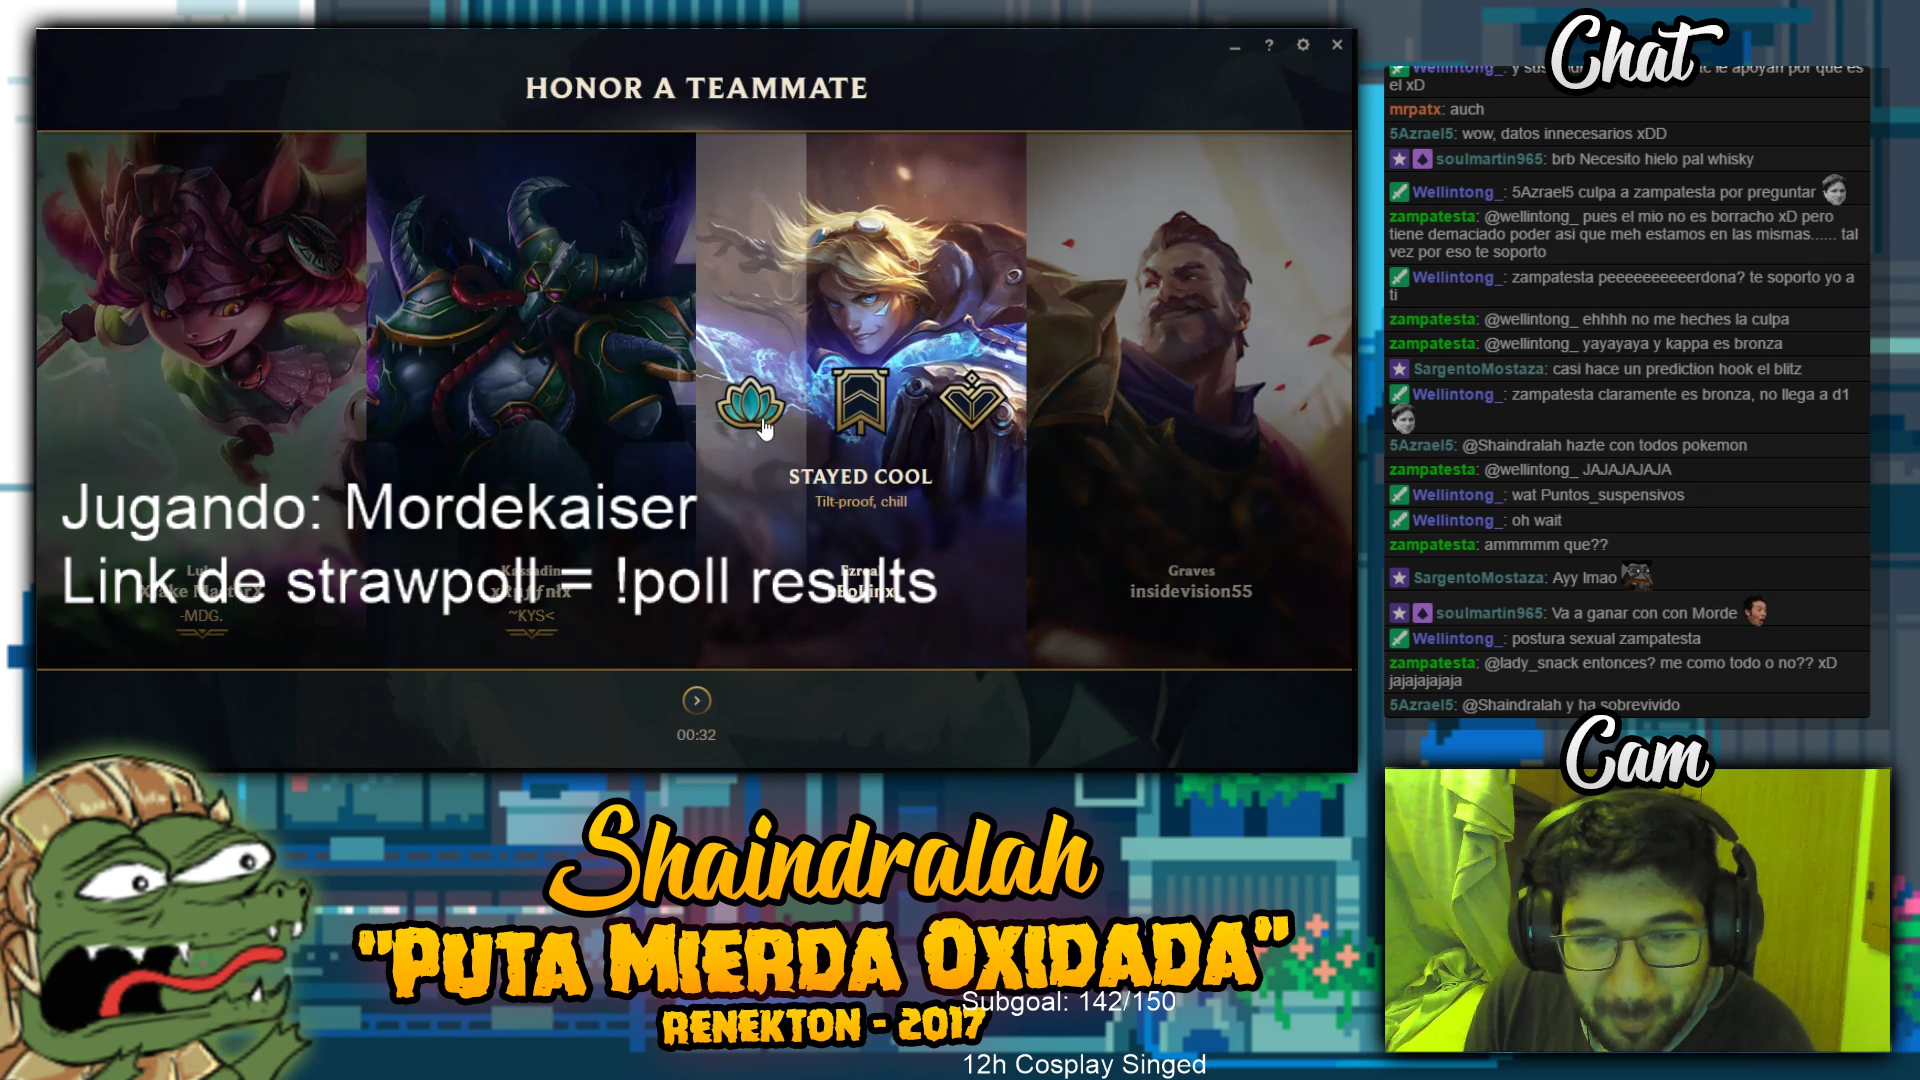 HONOR A TEAMMATE
STAYED COOL
Tilt-proof, chill
Jugando: Mordekaiser
Link de strawpoll = !poll results
-MDG.
~KYS<
Graves
insidevision55
00:32
Chat
el xD
mrpatx: auch
5Azrael5: wow, datos innecesarios xDD
soulmartin965: brb Necesito hielo pal whisky
Wellintong_: 5Azrael5 culpa a zampatesta por preguntar
zampatesta: @wellintong_ pues el mio no es borracho xD pero
tiene demaciado poder asi que meh estamos en las mismas...... tal
vez por eso te soporto
Wellintong_: zampatesta peeeeeeeeeerdona? te soporto yo a
ti
zampatesta: @wellintong_ ehhhh no me heches la culpa
zampatesta: @wellintong_ yayayaya y kappa es bronza
SargentoMostaza: casi hace un prediction hook el blitz
Wellintong_: zampatesta claramente es bronza, no llega a d1
5Azrael5: @Shaindralah hazte con todos pokemon
zampatesta: @wellintong_ JAJAJAJAJA
Wellintong_: wat Puntos_suspensivos
Wellintong_: oh wait
zampatesta: ammmmm que??
SargentoMostaza: Ayy lmao
soulmartin965: Va a ganar con con Morde
Wellintong_: postura sexual zampatesta
zampatesta: @lady_snack entonces? me como todo o no?? xD
jajajajajaja
5Azrael5: @Shaindralah y ha sobrevivido
Cam
Shaindralah
"PUTA MIERDA OXIDADA"
RENEKTON - 2017
Subgoal: 142/150
12h Cosplay Singed